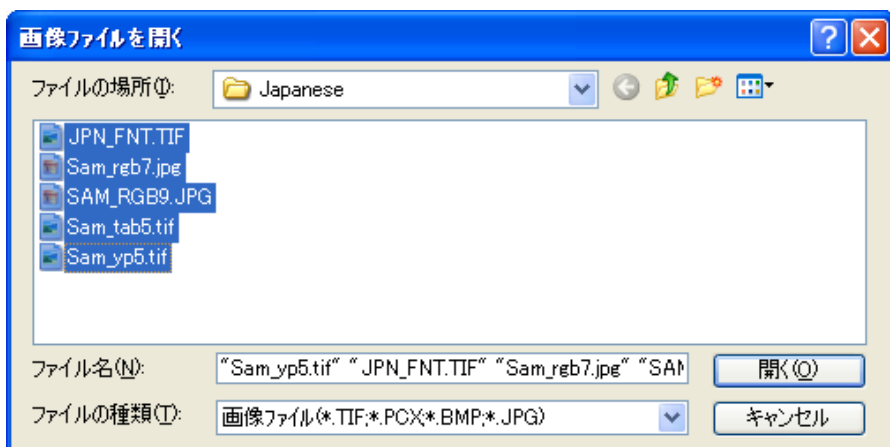 画像ファイルを開く
ファイルの場所(I):
Japanese
JPN_FNT.TIF
Sam_rgb7.jpg
SAM_RGB9.JPG
Sam_tab5.tif
Sam_yp5.tif
ファイル名(N):
"Sam_yp5.tif" "JPN_FNT.TIF" "Sam_rgb7.jpg" "SAM
開く(O)
ファイルの種類(T):
画像ファイル(*.TIF;*.PCX;*.BMP;*.JPG)
キャンセル